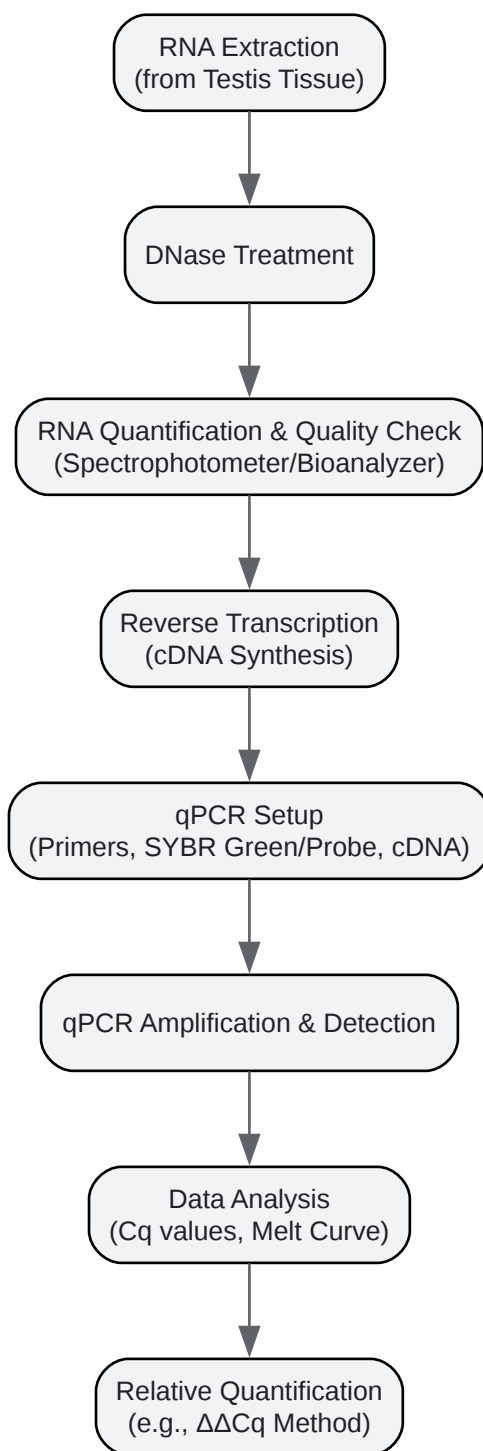 RNA Extraction
(from Testis Tissue)
DNase Treatment
RNA Quantification & Quality Check
(Spectrophotometer/Bioanalyzer)
Reverse Transcription
(cDNA Synthesis)
qPCR Setup
(Primers, SYBR Green/Probe, cDNA)
qPCR Amplification & Detection
Data Analysis
(Cq values, Melt Curve)
Relative Quantification
(e.g., ΔΔCq Method)